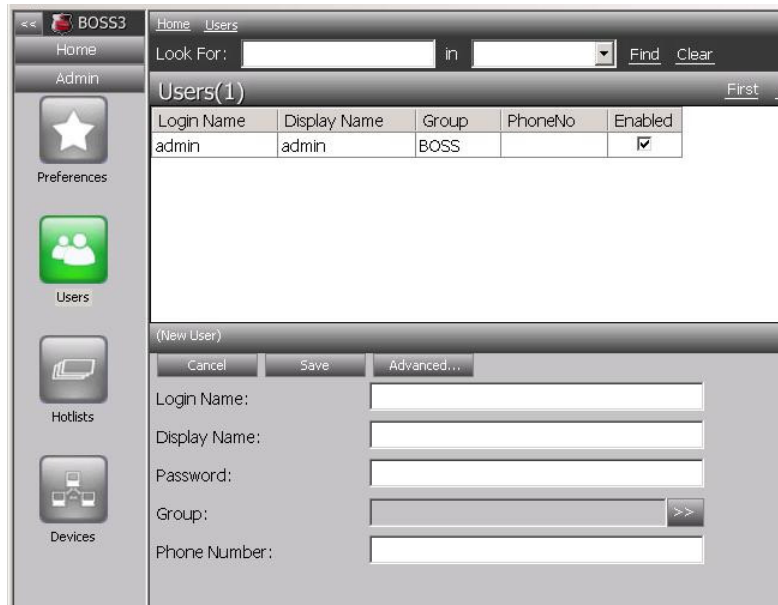 << BOSS3
Home
Admin
Preferences
Users
Hotlists
Devices
Home Users
Look For: in Find Clear
Users(1) First
Login Name Display Name Group PhoneNo Enabled
admin admin BOSS
(New User)
Cancel Save Advanced...
Login Name:
Display Name:
Password:
Group: >>
Phone Number: